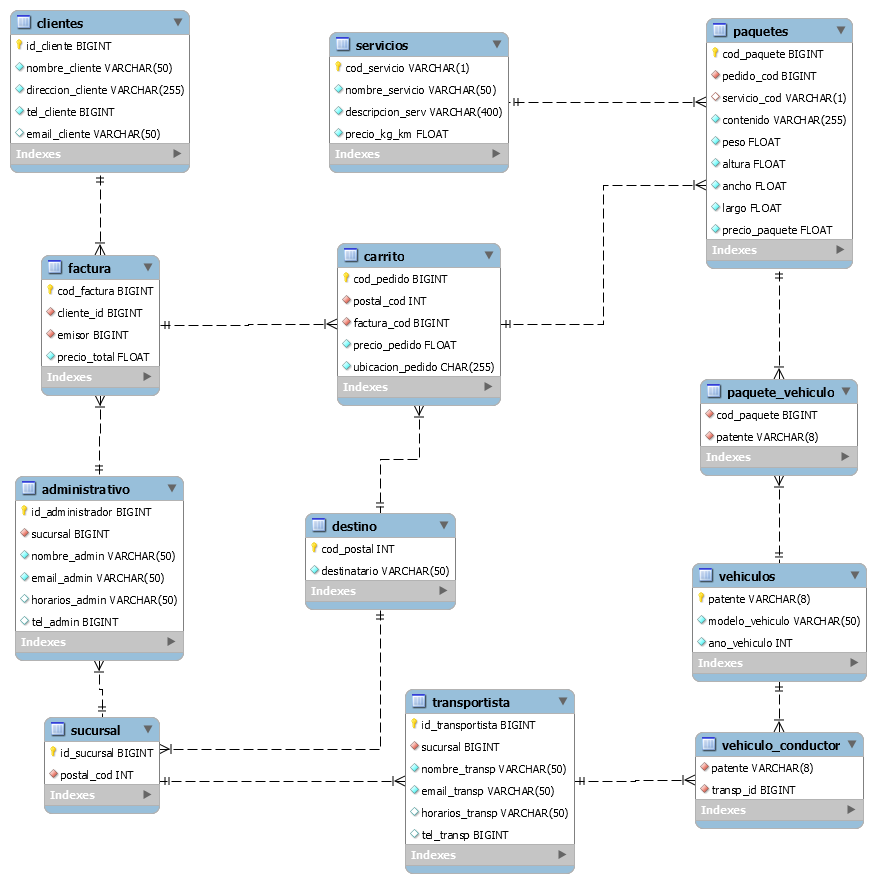 clientes
id_cliente BIGINT
nombre_cliente VARCHAR(50)
direccion_cliente VARCHAR(255)
tel_cliente BIGINT
email_cliente VARCHAR(50)
Indexes
servicios
cod_servicio VARCHAR(1)
nombre_servicio VARCHAR(50)
descripcion_serv VARCHAR(400)
precio_kg_km FLOAT
Indexes
paquetes
cod_paquete BIGINT
pedido_cod BIGINT
servicio_cod VARCHAR(1)
contenido VARCHAR(255)
peso FLOAT
altura FLOAT
ancho FLOAT
largo FLOAT
precio_paquete FLOAT
Indexes
factura
cod_factura BIGINT
cliente_id BIGINT
emisor BIGINT
precio_total FLOAT
Indexes
carrito
cod_pedido BIGINT
postal_cod INT
factura_cod BIGINT
precio_pedido FLOAT
ubicacion_pedido CHAR(255)
Indexes
paquete_vehiculo
cod_paquete BIGINT
patente VARCHAR(8)
Indexes
administrativo
id_administrador BIGINT
sucursal BIGINT
nombre_admin VARCHAR(50)
email_admin VARCHAR(50)
horarios_admin VARCHAR(50)
tel_admin BIGINT
Indexes
destino
cod_postal INT
destinatario VARCHAR(50)
Indexes
vehiculos
patente VARCHAR(8)
modelo_vehiculo VARCHAR(50)
ano_vehiculo INT
Indexes
sucursal
id_sucursal BIGINT
postal_cod INT
Indexes
transportista
id_transportista BIGINT
sucursal BIGINT
nombre_transp VARCHAR(50)
email_transp VARCHAR(50)
horarios_transp VARCHAR(50)
tel_transp BIGINT
Indexes
vehiculo_conductor
patente VARCHAR(8)
transp_id BIGINT
Indexes